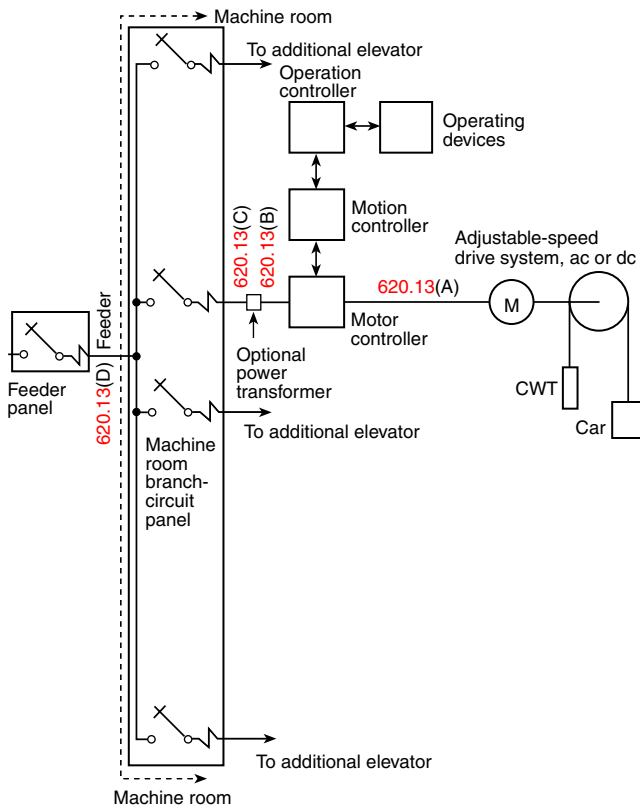 Machine room
To additional elevator
Operation
controller
Operating
devices
Motion
controller
620.13(C)
620.13(B)
Adjustable-speed
drive system, ac or dc
620.13(A)
M
Motor
controller
Optional
power
transformer
Feeder
620.13(D)
Feeder
panel
CWT
Car
To additional elevator
Machine
room
branch-
circuit
panel
To additional elevator
Machine room